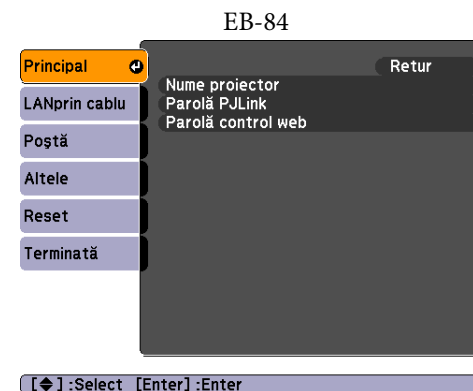 EB-84
Principal
Retur
Nume proiector
LANprin cablu
Parolă PJLink
Parolă control web
Poştă
Altele
Reset
Terminată
[ ] :Select [Enter] :Enter